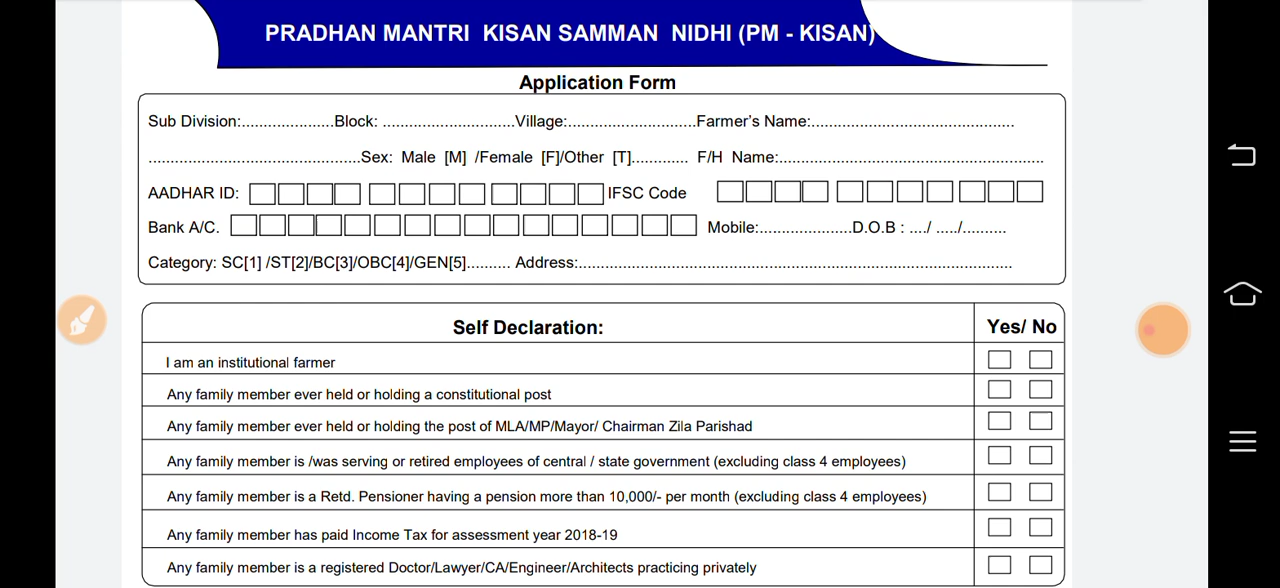 PRADHAN MANTRI KISAN SAMMAN NIDHI (PM - KISAN)
Application Form
Sub Division:.....................Block: ..............................Village:.............................Farmer's Name:..............................................
................................................Sex: Male [M] /Female [F]/Other [T]............. F/H Name:............................................................
AADHAR ID: IFSC Code
Bank A/C. Mobile:.....................D.O.B : ..../ ...../..........
Category: SC[1] /ST[2]/BC[3]/OBC[4]/GEN[5].......... Address:...................................................................................................
Self Declaration: Yes/ No
I am an institutional farmer
Any family member ever held or holding a constitutional post
Any family member ever held or holding the post of MLA/MP/Mayor/ Chairman Zila Parishad
Any family member is /was serving or retired employees of central / state government (excluding class 4 employees)
Any family member is a Retd. Pensioner having a pension more than 10,000/- per month (excluding class 4 employees)
Any family member has paid Income Tax for assessment year 2018-19
Any family member is a registered Doctor/Lawyer/CA/Engineer/Architects practicing privately